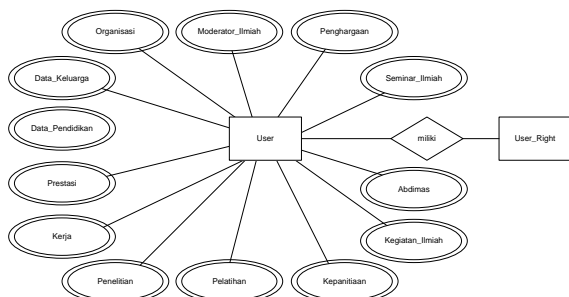 Organisasi
Moderator_Ilmiah
Penghargaan
Data_Keluarga
Seminar_Ilmiah
Data_Pendidikan
User
miliki
User_Right
Prestasi
Abdimas
Kerja
Kegiatan_Ilmiah
Penelitian
Pelatihan
Kepanitiaan